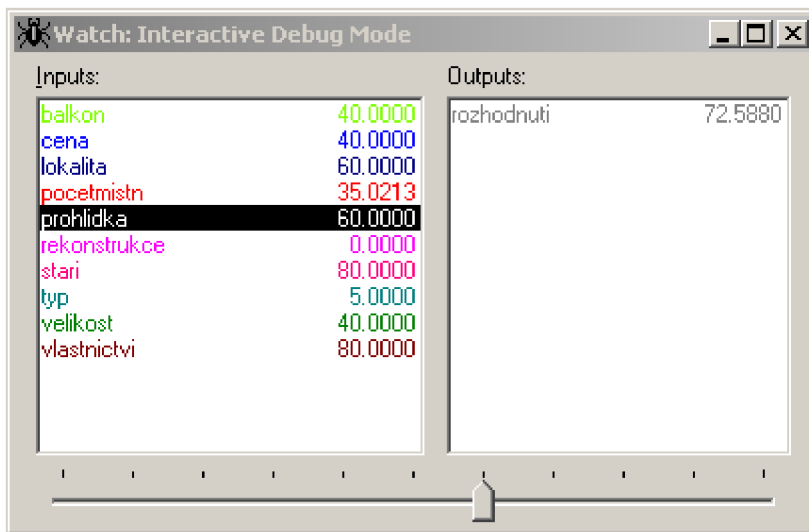 Watch: Interactive Debug Mode
Inputs:
balkon 40.0000
cena 40.0000
lokalita 60.0000
pocetmistn 35.0213
prohlidka 60.0000
rekonstrukce 0.0000
stari 80.0000
typ 5.0000
velikost 40.0000
vlastnictvi 80.0000
Outputs:
rozhodnuti 72.5880